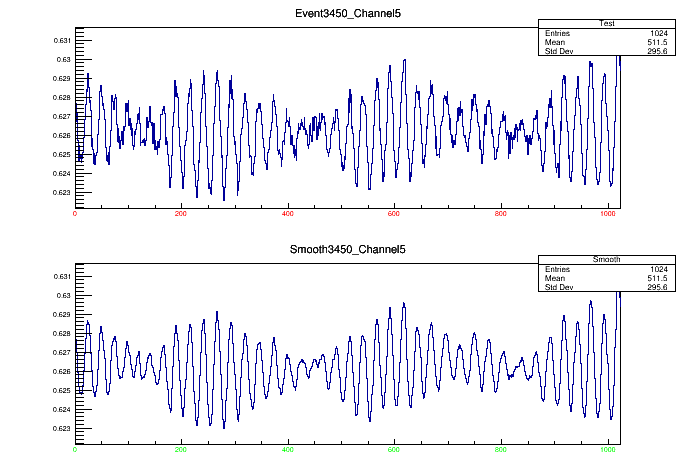 Event3450_Channel5
Test
Entries 1024
Mean 511.5
Std Dev 295.6
0.631
0.63
0.629
0.628
0.627
0.626
0.625
0.624
0.623
0 200 400 600 800 1000
Smooth3450_Channel5
Smooth
Entries 1024
Mean 511.5
Std Dev 295.6
0.631
0.63
0.629
0.628
0.627
0.626
0.625
0.624
0.623
0 200 400 600 800 1000